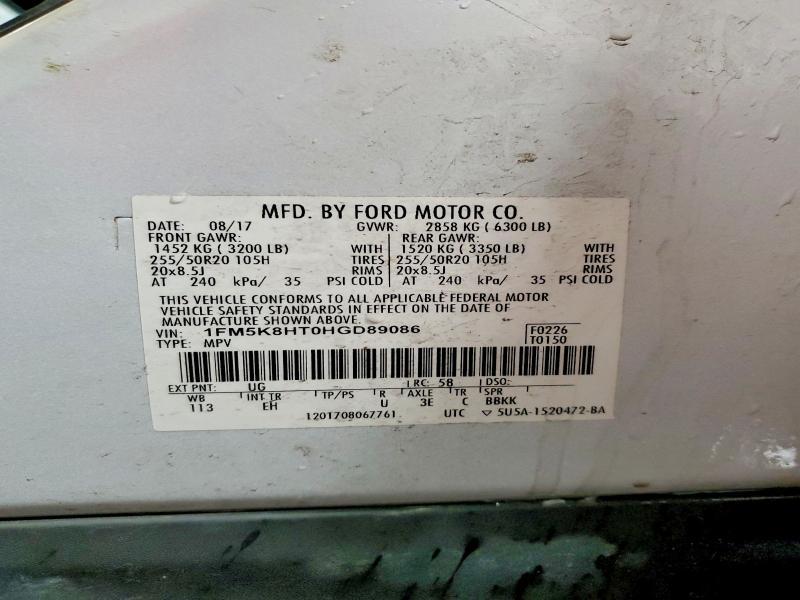 MFD. BY FORD MOTOR CO.
DATE: 08/17 GVWR: 2858 KG ( 6300 LB)
FRONT GAWR: REAR GAWR:
1452 KG ( 3200 LB) WITH 1520 KG ( 3350 LB) WITH
255/50R20 105H TIRES 255/50R20 105H TIRES
20x8.5J RIMS 20x8.5J RIMS
AT 240 kPa/ 35 PSI COLD AT 240 kPa/ 35 PSI COLD
THIS VEHICLE CONFORMS TO ALL APPLICABLE FEDERAL MOTOR
VEHICLE SAFETY STANDARDS IN EFFECT ON THE DATE OF
MANUFACTURE SHOWN ABOVE.
VIN: 1FM5K8HT0HGD89086 F0226
TYPE: MPV T0150
EXT PNT: UG RC: 58 DSO:
WB INT TR TP/PS R AXLE TR SPR
113 EH U 3E C BBKK
1201708067761 UTC ▽ 5U5A-1520472-BA